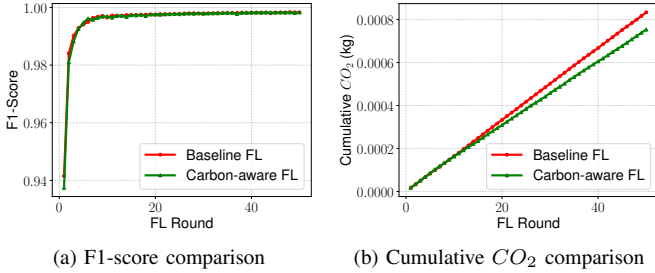 1.00
0.98
0.96
0.94
F1-Score
0
20
40
FL Round
Baseline FL
Carbon-aware FL
(a) F1-score comparison
0.0008
0.0006
0.0004
0.0002
0.0000
Cumulative CO₂ (kg)
0
20
40
FL Round
Baseline FL
Carbon-aware FL
(b) Cumulative CO₂ comparison